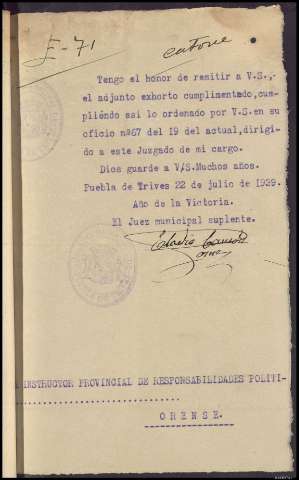 E-71
catorce
Tengo el honor de remitir a V.S.,
el adjunto exhorto cumplimentado, cum-
pliéndo asi lo ordenado por V.S. en su
oficio nº67 del 19 del actual, dirigi-
do a este Juzgado de mi cargo.
Dios guarde a V/S. Muchos años.
Puebla de Trives 22 de julio de 1939.
Año de la Victoria.
El Juez municipal suplente.
INSTRUCTOR PROVINCIAL DE RESPONSABILIDADES POLITI-
ORENSE.